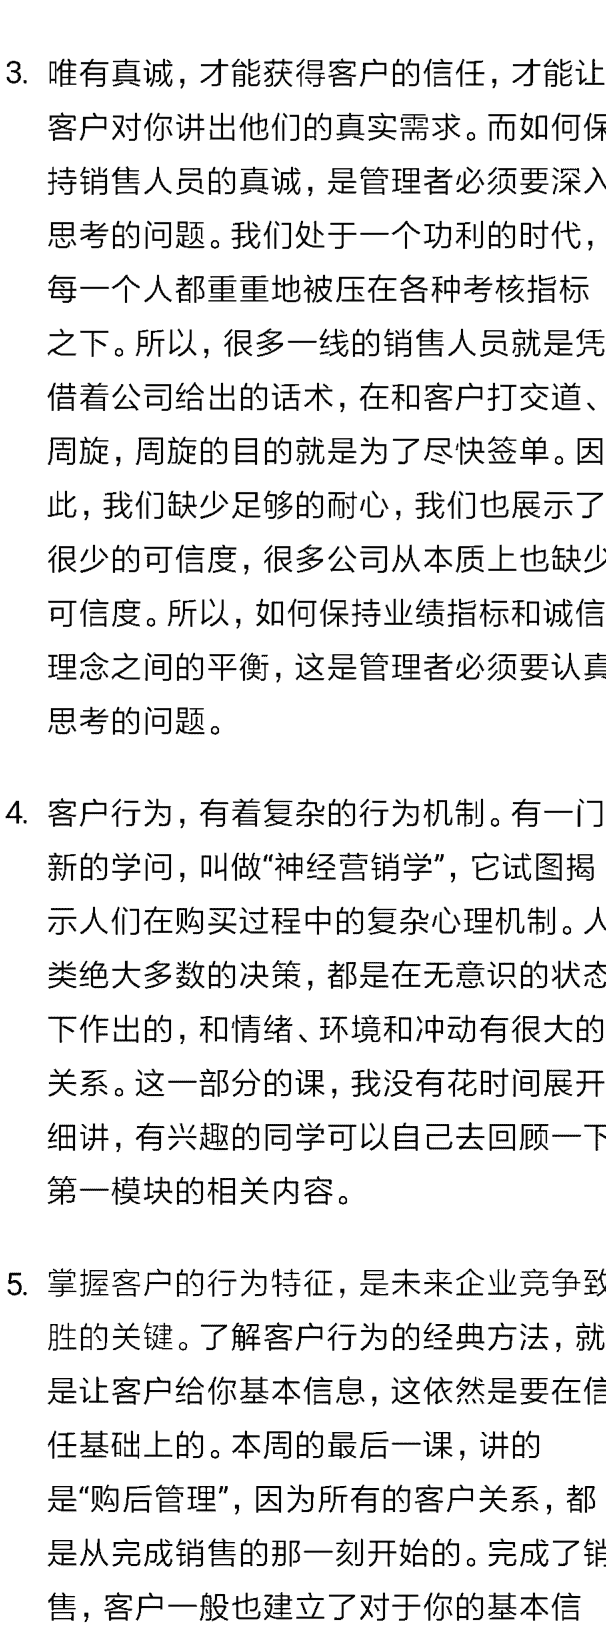 3. 唯有真诚，才能获得客户的信任，才能让
客户对你讲出他们的真实需求。而如何保
持销售人员的真诚，是管理者必须要深入
思考的问题。我们处于一个功利的时代，
每一个人都重重地被压在各种考核指标
之下。所以，很多一线的销售人员就是凭
借着公司给出的话术，在和客户打交道、
周旋，周旋的目的就是为了尽快签单。因
此，我们缺少足够的耐心，我们也展示了
很少的可信度，很多公司从本质上也缺少
可信度。所以，如何保持业绩指标和诚信
理念之间的平衡，这是管理者必须要认真
思考的问题。
4. 客户行为，有着复杂的行为机制。有一门
新的学问，叫做“神经营销学”，它试图揭
示人们在购买过程中的复杂心理机制。人
类绝大多数的决策，都是在无意识的状态
下作出的，和情绪、环境和冲动有很大的
关系。这一部分的课，我没有花时间展开
细讲，有兴趣的同学可以自己去回顾一下
第一模块的相关内容。
5. 掌握客户的行为特征，是未来企业竞争致
胜的关键。了解客户行为的经典方法，就
是让客户给你基本信息，这依然是要在信
任基础上的。本周的最后一课，讲的
是“购后管理”，因为所有的客户关系，都
是从完成销售的那一刻开始的。完成了销
售，客户一般也建立了对于你的基本信